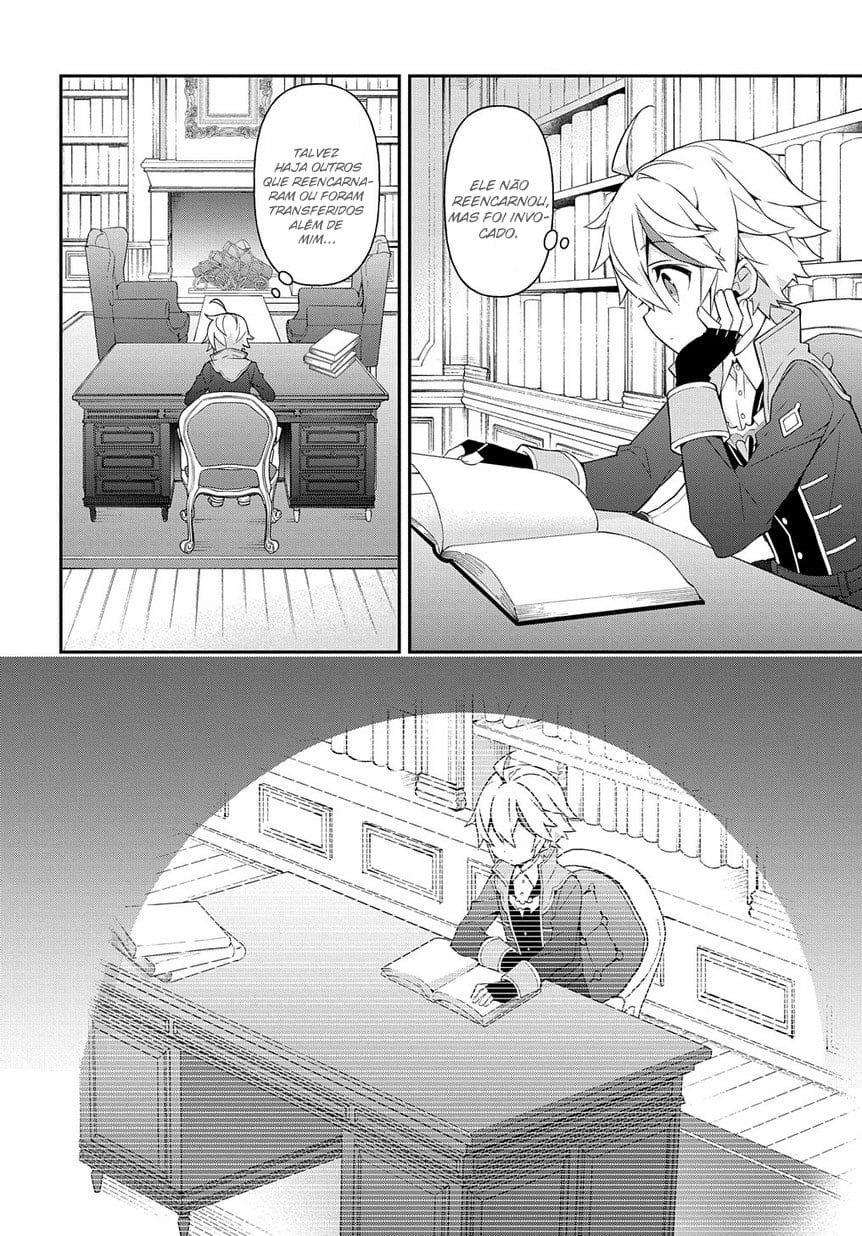 ELE NÃO
REENCARNOU,
MAS FOI INVO-
CADO.
TALVEZ
HAJA OUTROS
QUE REENCARNA-
RAM OU FORAM
TRANSFERIDOS
ALÉM DE
MIM...